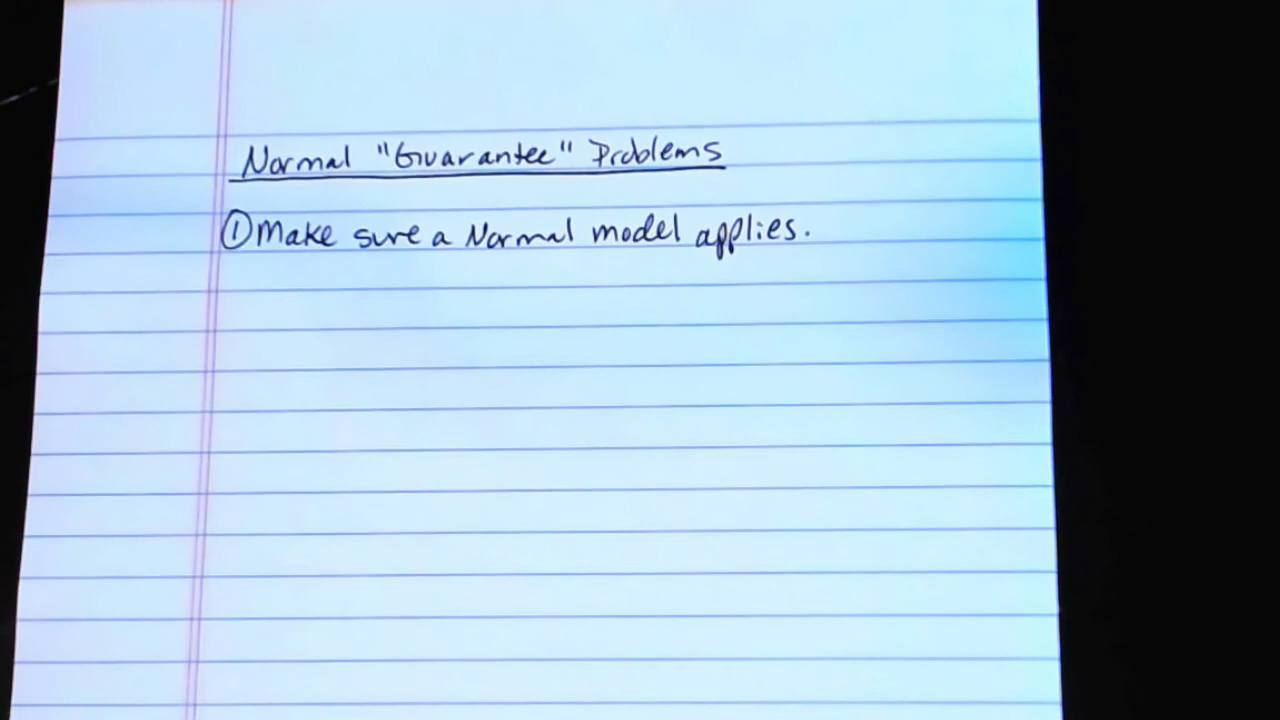 Normal "Guarantee" Problems
① Make sure a Normal model applies.